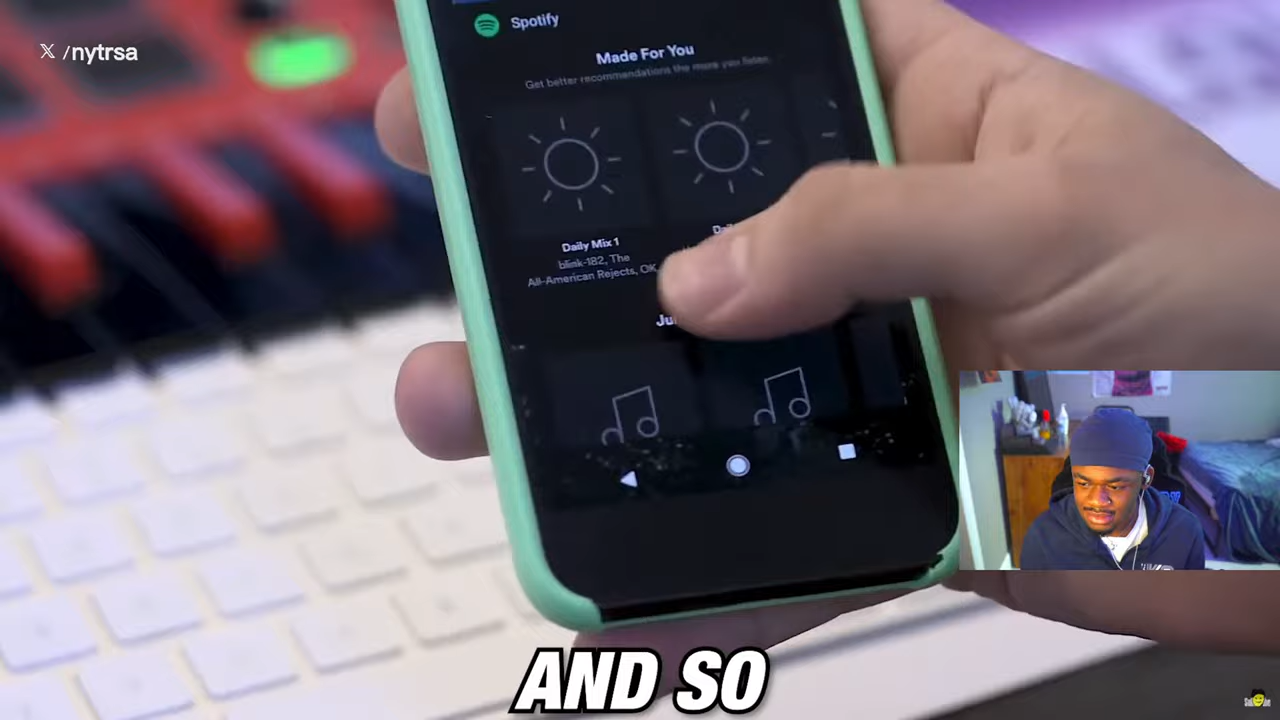 /nytrsa
Spotify
Made For You
Get better recommendations the more you listen.
Daily Mix 1
blink-182, The
All-American Rejects, OK
AND SO